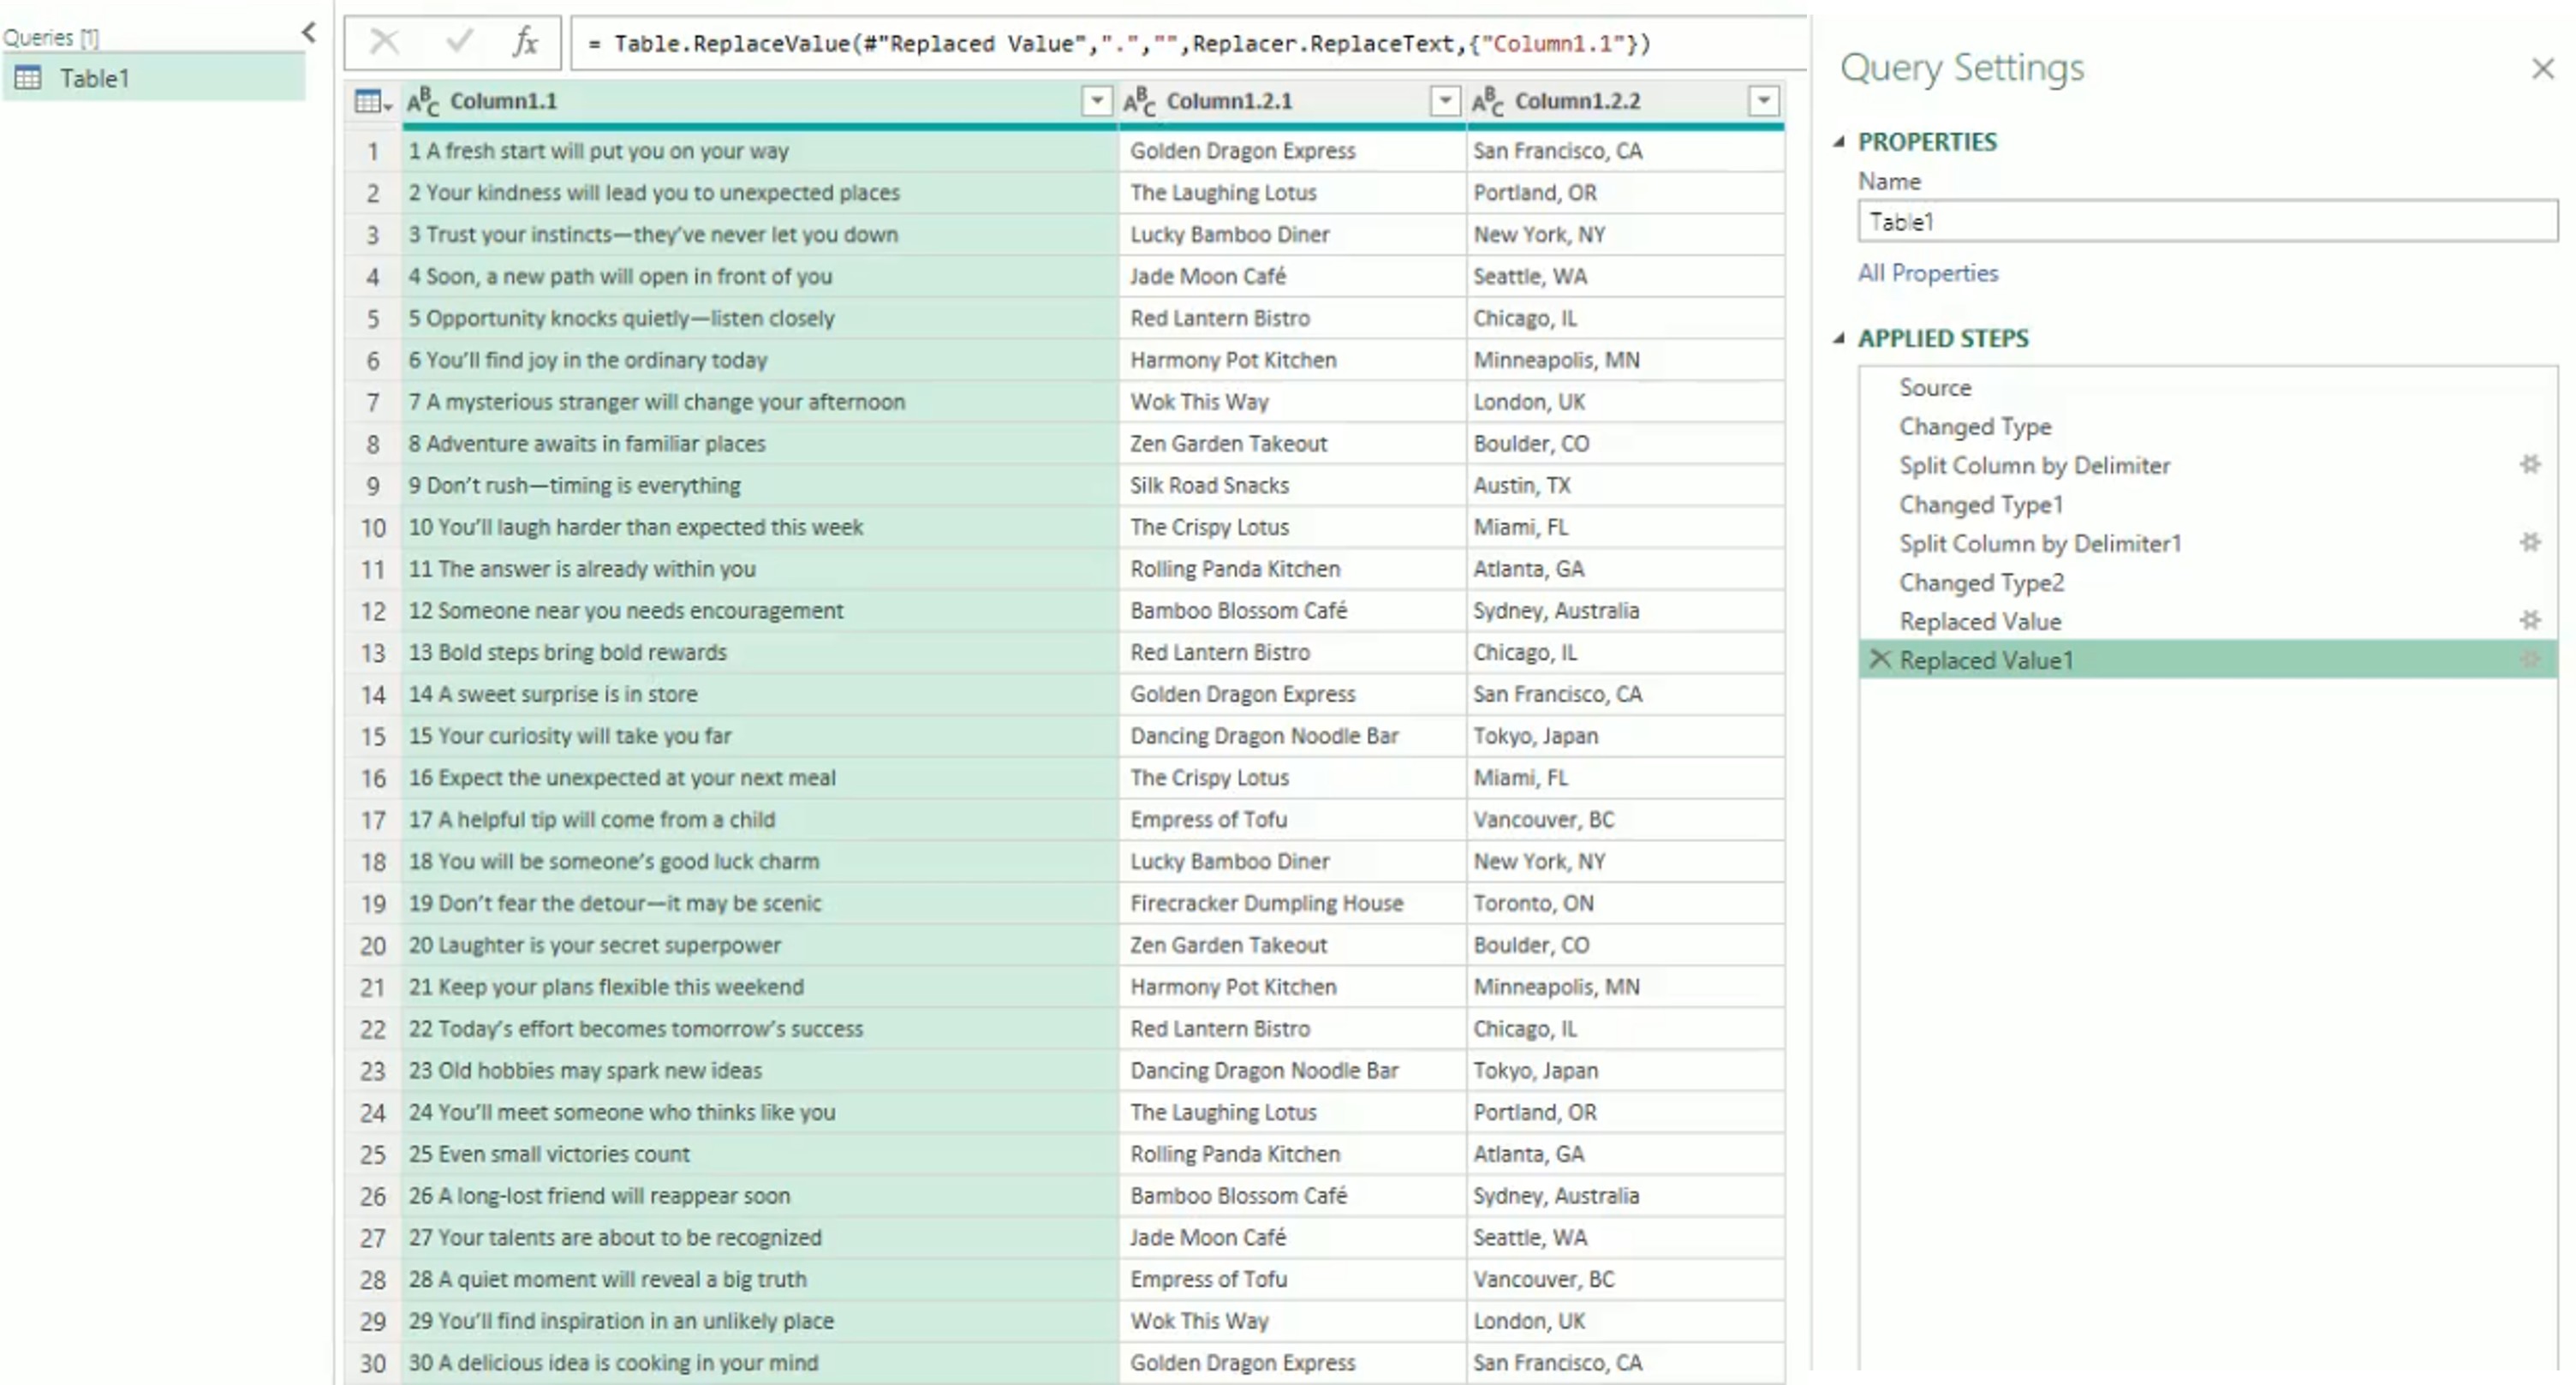 Queries [1]
Table1
fx
= Table.ReplaceValue(#"Replaced Value",".","",Replacer.ReplaceText,{"Column1.1"})
ABC Column1.1 ABC Column1.2.1 ABC Column1.2.2
1 1 A fresh start will put you on your way Golden Dragon Express San Francisco, CA
2 2 Your kindness will lead you to unexpected places The Laughing Lotus Portland, OR
3 3 Trust your instincts—they’ve never let you down Lucky Bamboo Diner New York, NY
4 4 Soon, a new path will open in front of you Jade Moon Café Seattle, WA
5 5 Opportunity knocks quietly—listen closely Red Lantern Bistro Chicago, IL
6 6 You’ll find joy in the ordinary today Harmony Pot Kitchen Minneapolis, MN
7 7 A mysterious stranger will change your afternoon Wok This Way London, UK
8 8 Adventure awaits in familiar places Zen Garden Takeout Boulder, CO
9 9 Don’t rush—timing is everything Silk Road Snacks Austin, TX
10 10 You’ll laugh harder than expected this week The Crispy Lotus Miami, FL
11 11 The answer is already within you Rolling Panda Kitchen Atlanta, GA
12 12 Someone near you needs encouragement Bamboo Blossom Café Sydney, Australia
13 13 Bold steps bring bold rewards Red Lantern Bistro Chicago, IL
14 14 A sweet surprise is in store Golden Dragon Express San Francisco, CA
15 15 Your curiosity will take you far Dancing Dragon Noodle Bar Tokyo, Japan
16 16 Expect the unexpected at your next meal The Crispy Lotus Miami, FL
17 17 A helpful tip will come from a child Empress of Tofu Vancouver, BC
18 18 You will be someone’s good luck charm Lucky Bamboo Diner New York, NY
19 19 Don’t fear the detour—it may be scenic Firecracker Dumpling House Toronto, ON
20 20 Laughter is your secret superpower Zen Garden Takeout Boulder, CO
21 21 Keep your plans flexible this weekend Harmony Pot Kitchen Minneapolis, MN
22 22 Today’s effort becomes tomorrow’s success Red Lantern Bistro Chicago, IL
23 23 Old hobbies may spark new ideas Dancing Dragon Noodle Bar Tokyo, Japan
24 24 You’ll meet someone who thinks like you The Laughing Lotus Portland, OR
25 25 Even small victories count Rolling Panda Kitchen Atlanta, GA
26 26 A long-lost friend will reappear soon Bamboo Blossom Café Sydney, Australia
27 27 Your talents are about to be recognized Jade Moon Café Seattle, WA
28 28 A quiet moment will reveal a big truth Empress of Tofu Vancouver, BC
29 29 You’ll find inspiration in an unlikely place Wok This Way London, UK
30 30 A delicious idea is cooking in your mind Golden Dragon Express San Francisco, CA
Query Settings
PROPERTIES
Name
Table1
All Properties
APPLIED STEPS
Source
Changed Type
Split Column by Delimiter
Changed Type1
Split Column by Delimiter1
Changed Type2
Replaced Value
Replaced Value1